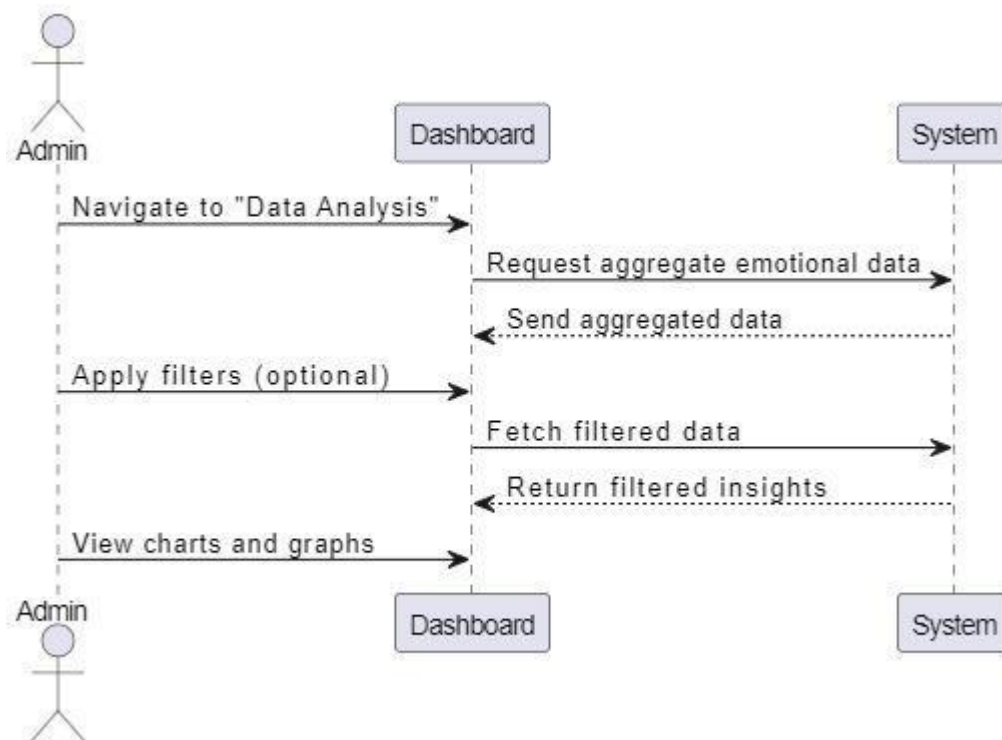 Admin
Dashboard
System
Navigate to "Data Analysis"
Request aggregate emotional data
Send aggregated data
Apply filters (optional)
Fetch filtered data
Return filtered insights
View charts and graphs
Admin
Dashboard
System